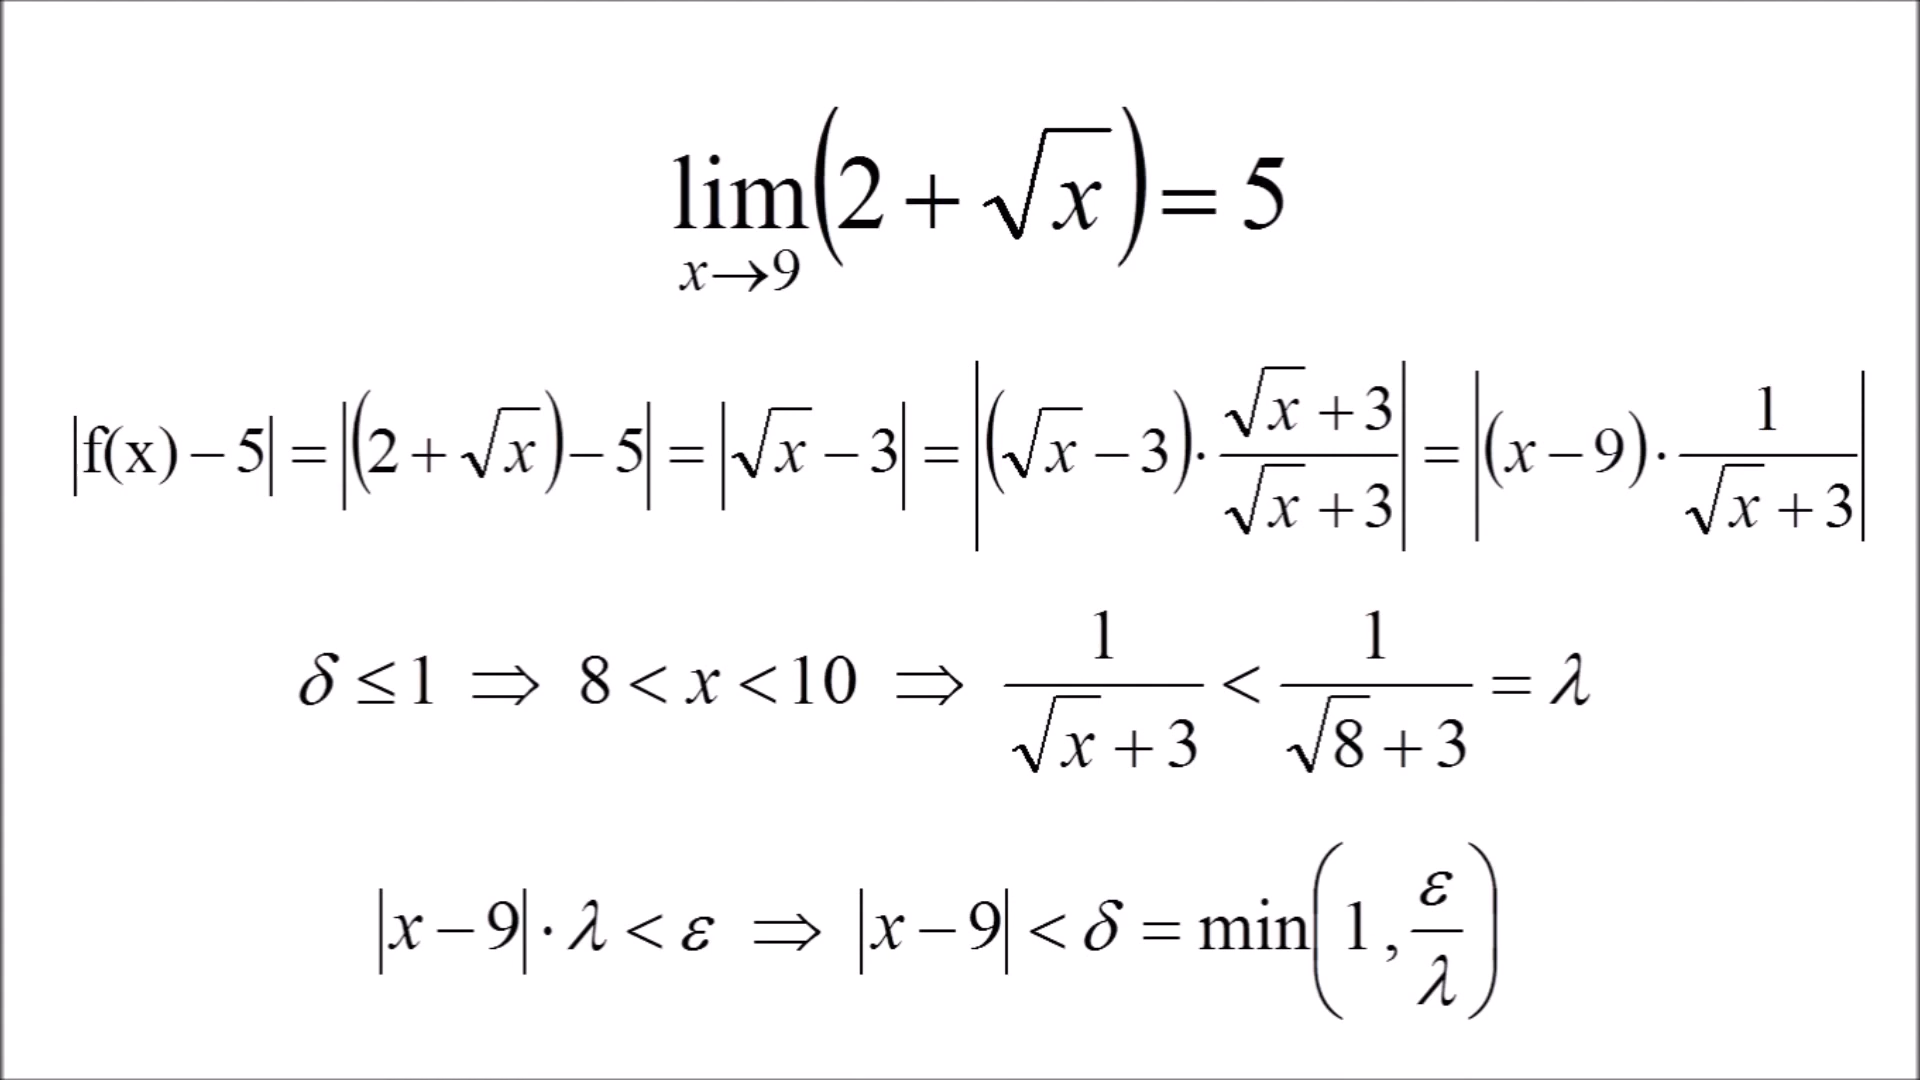 lim x→9 (2 + √x) = 5
|f(x) − 5| = |(2 + √x) − 5| = |√x − 3| = |(√x − 3) · (√x + 3)/(√x + 3)| = |(x − 9) · 1/(√x + 3)|
δ ≤ 1 ⇒ 8 < x < 10 ⇒ 1/(√x + 3) < 1/(√8 + 3) = λ
|x − 9| · λ < ε ⇒ |x − 9| < δ = min(1, ε/λ)